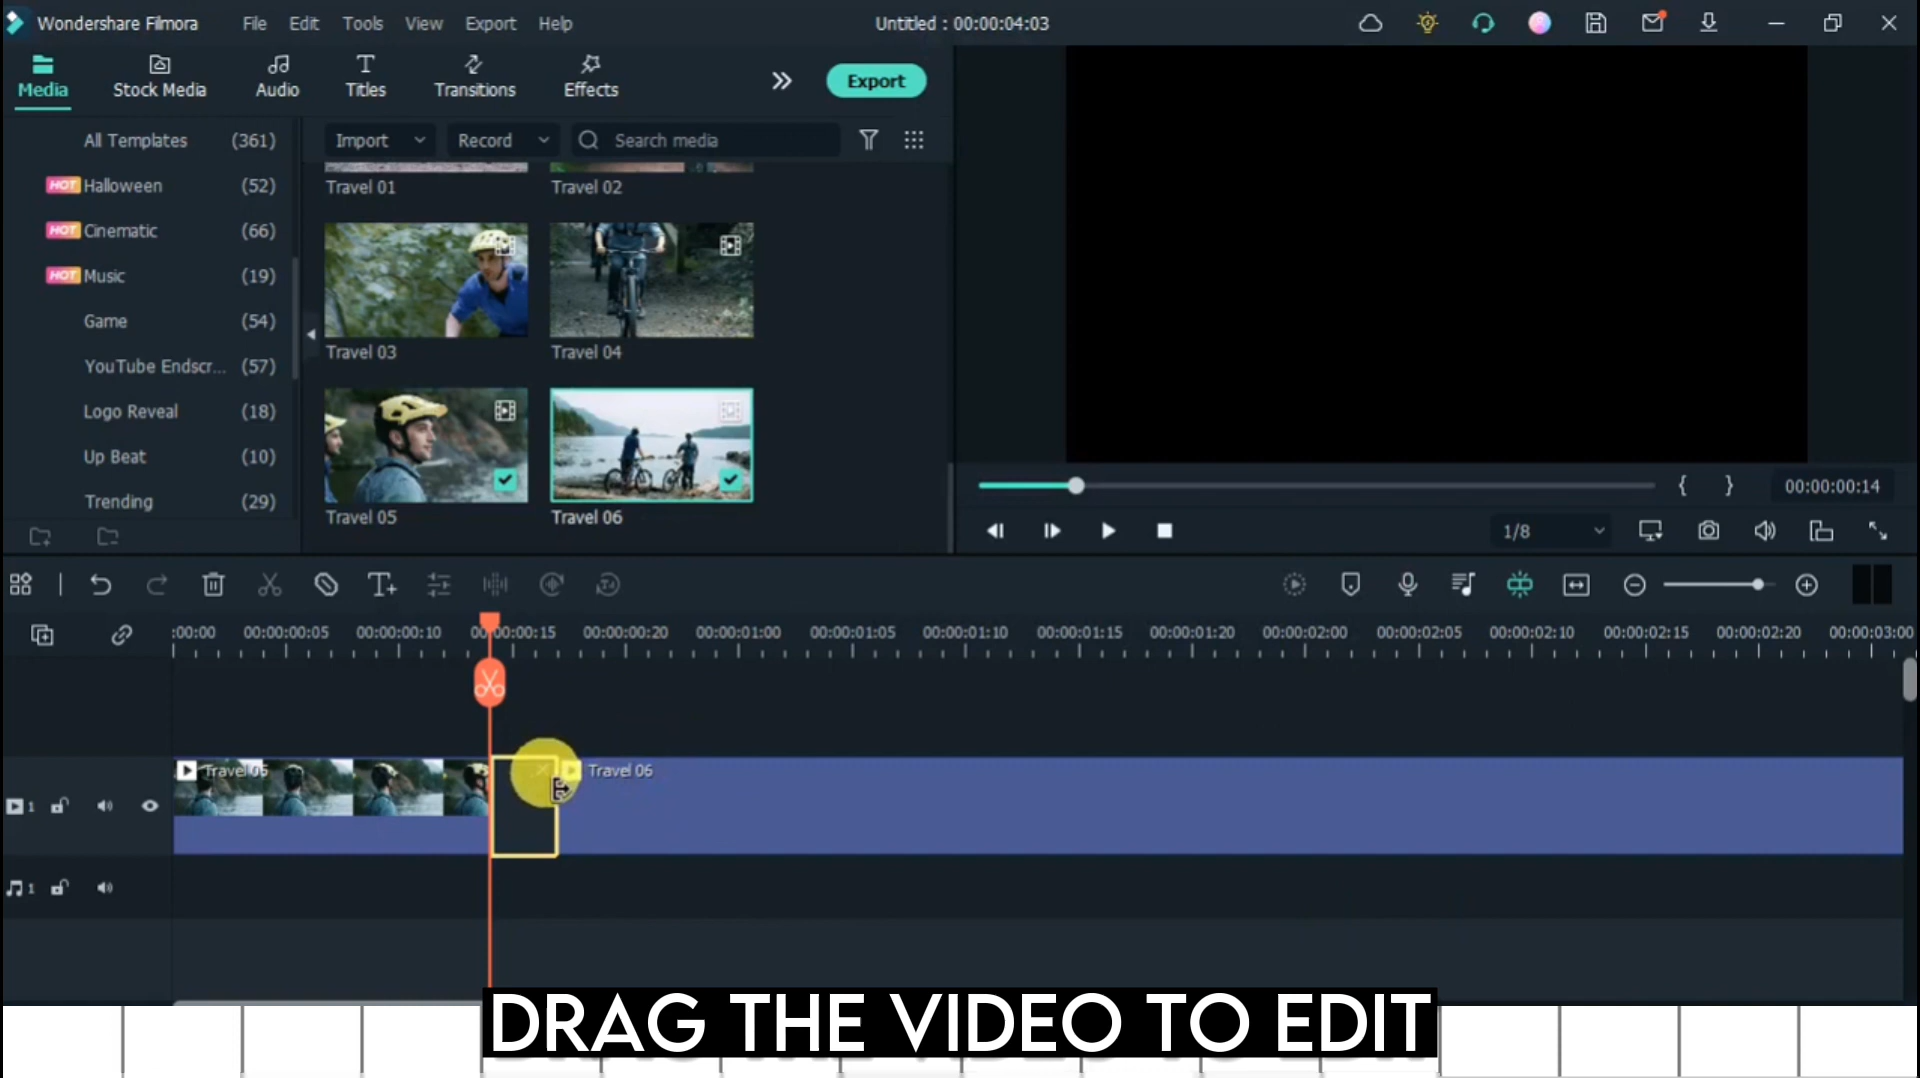 Wondershare Filmora File Edit Tools View Export Help Untitled : 00:00:04:03
Media Stock Media Audio Titles Transitions Effects Export
All Templates (361) Import Record Search media
HOT Halloween (52)
HOT Cinematic (66)
HOT Music (19)
Game (54)
YouTube Endscr... (57)
Logo Reveal (18)
Up Beat (10)
Trending (29)
Travel 01 Travel 02
Travel 03 Travel 04
Travel 05 Travel 06
{ } 00:00:00:14
1/8
:00:00 00:00:00:05 00:00:00:10 00:00:00:15 00:00:00:20 00:00:01:00 00:00:01:05 00:00:01:10 00:00:01:15 00:00:01:20 00:00:02:00 00:00:02:05 00:00:02:10 00:00:02:15 00:00:02:20 00:00:03:00
Travel 05 Travel 06
1
1
DRAG THE VIDEO TO EDIT